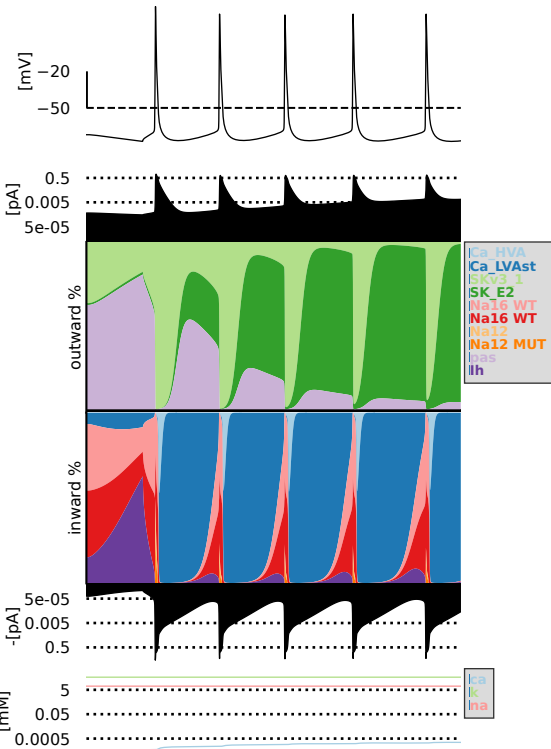 [mV]
−20
−50
[pA]
0.5
0.005
5e-05
outward %
Ca_HVA
Ca_LVAst
SKv3_1
SK_E2
Na16 WT
Na16 WT
Na12
Na12 MUT
pas
Ih
inward %
-[pA]
5e-05
0.005
0.5
[mM]
5
0.05
0.0005
ca
k
na